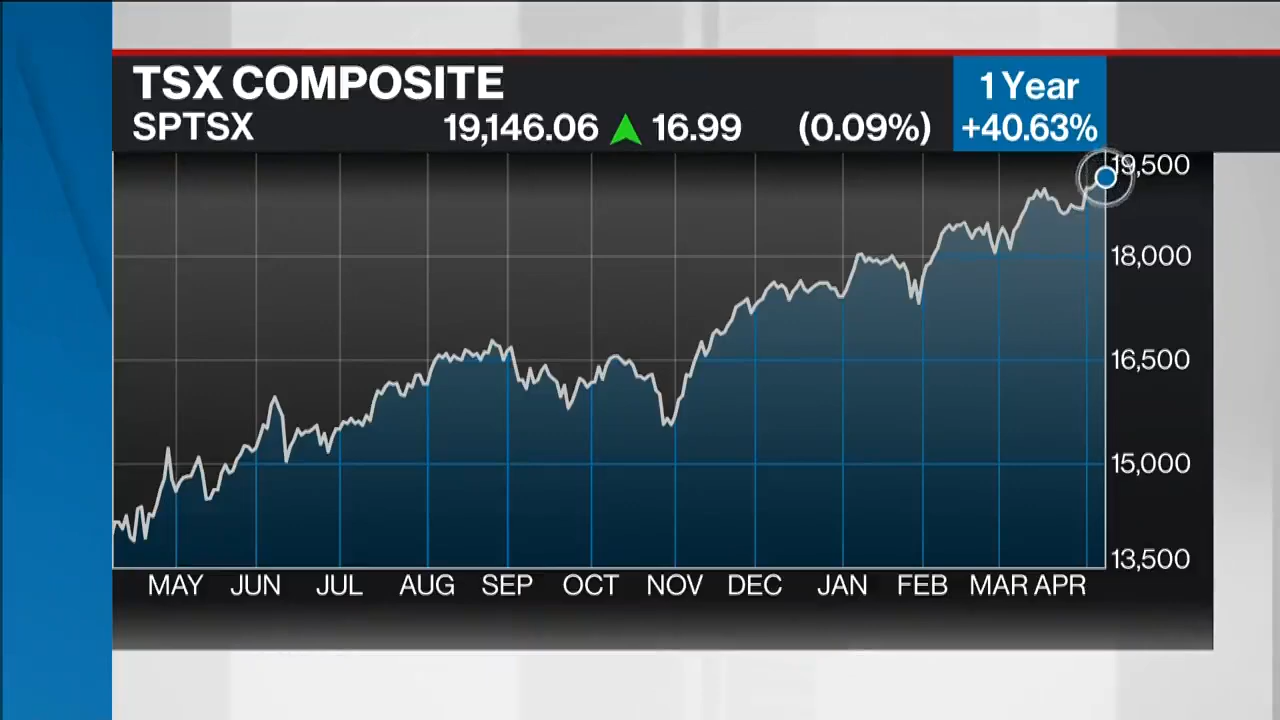 TSX COMPOSITE
SPTSX 19,146.06 ▲ 16.99 (0.09%)
1 Year
+40.63%
19,500
18,000
16,500
15,000
13,500
MAY JUN JUL AUG SEP OCT NOV DEC JAN FEB MAR APR